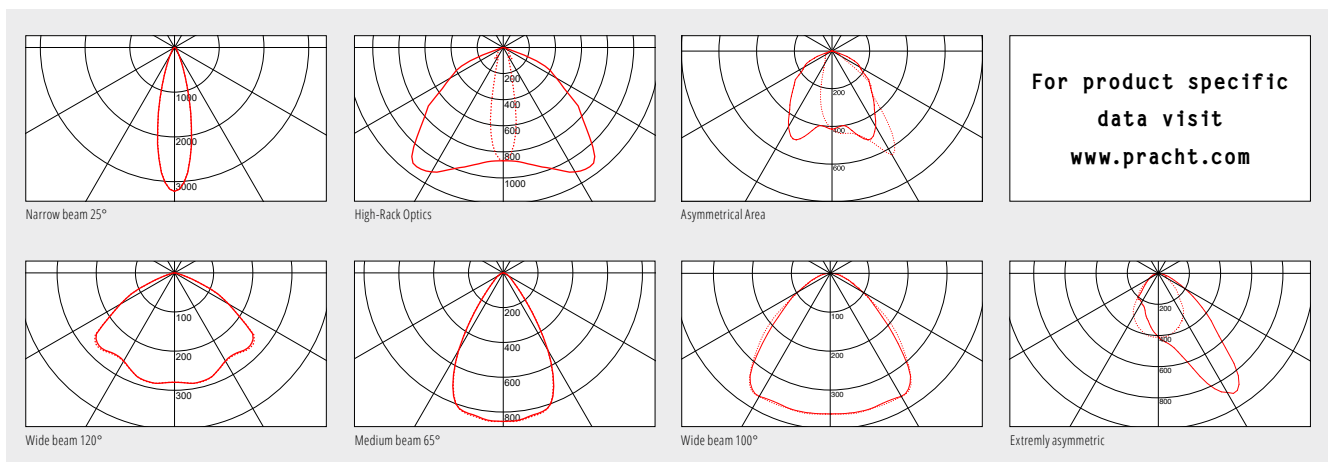 1000
2000
3000
Narrow beam 25°
200
400
600
800
1000
High-Rack Optics
200
400
600
Asymmetrical Area
For product specific
data visit
www.pracht.com
100
200
300
Wide beam 120°
200
400
600
800
Medium beam 65°
100
200
300
Wide beam 100°
200
400
600
800
Extremly asymmetric